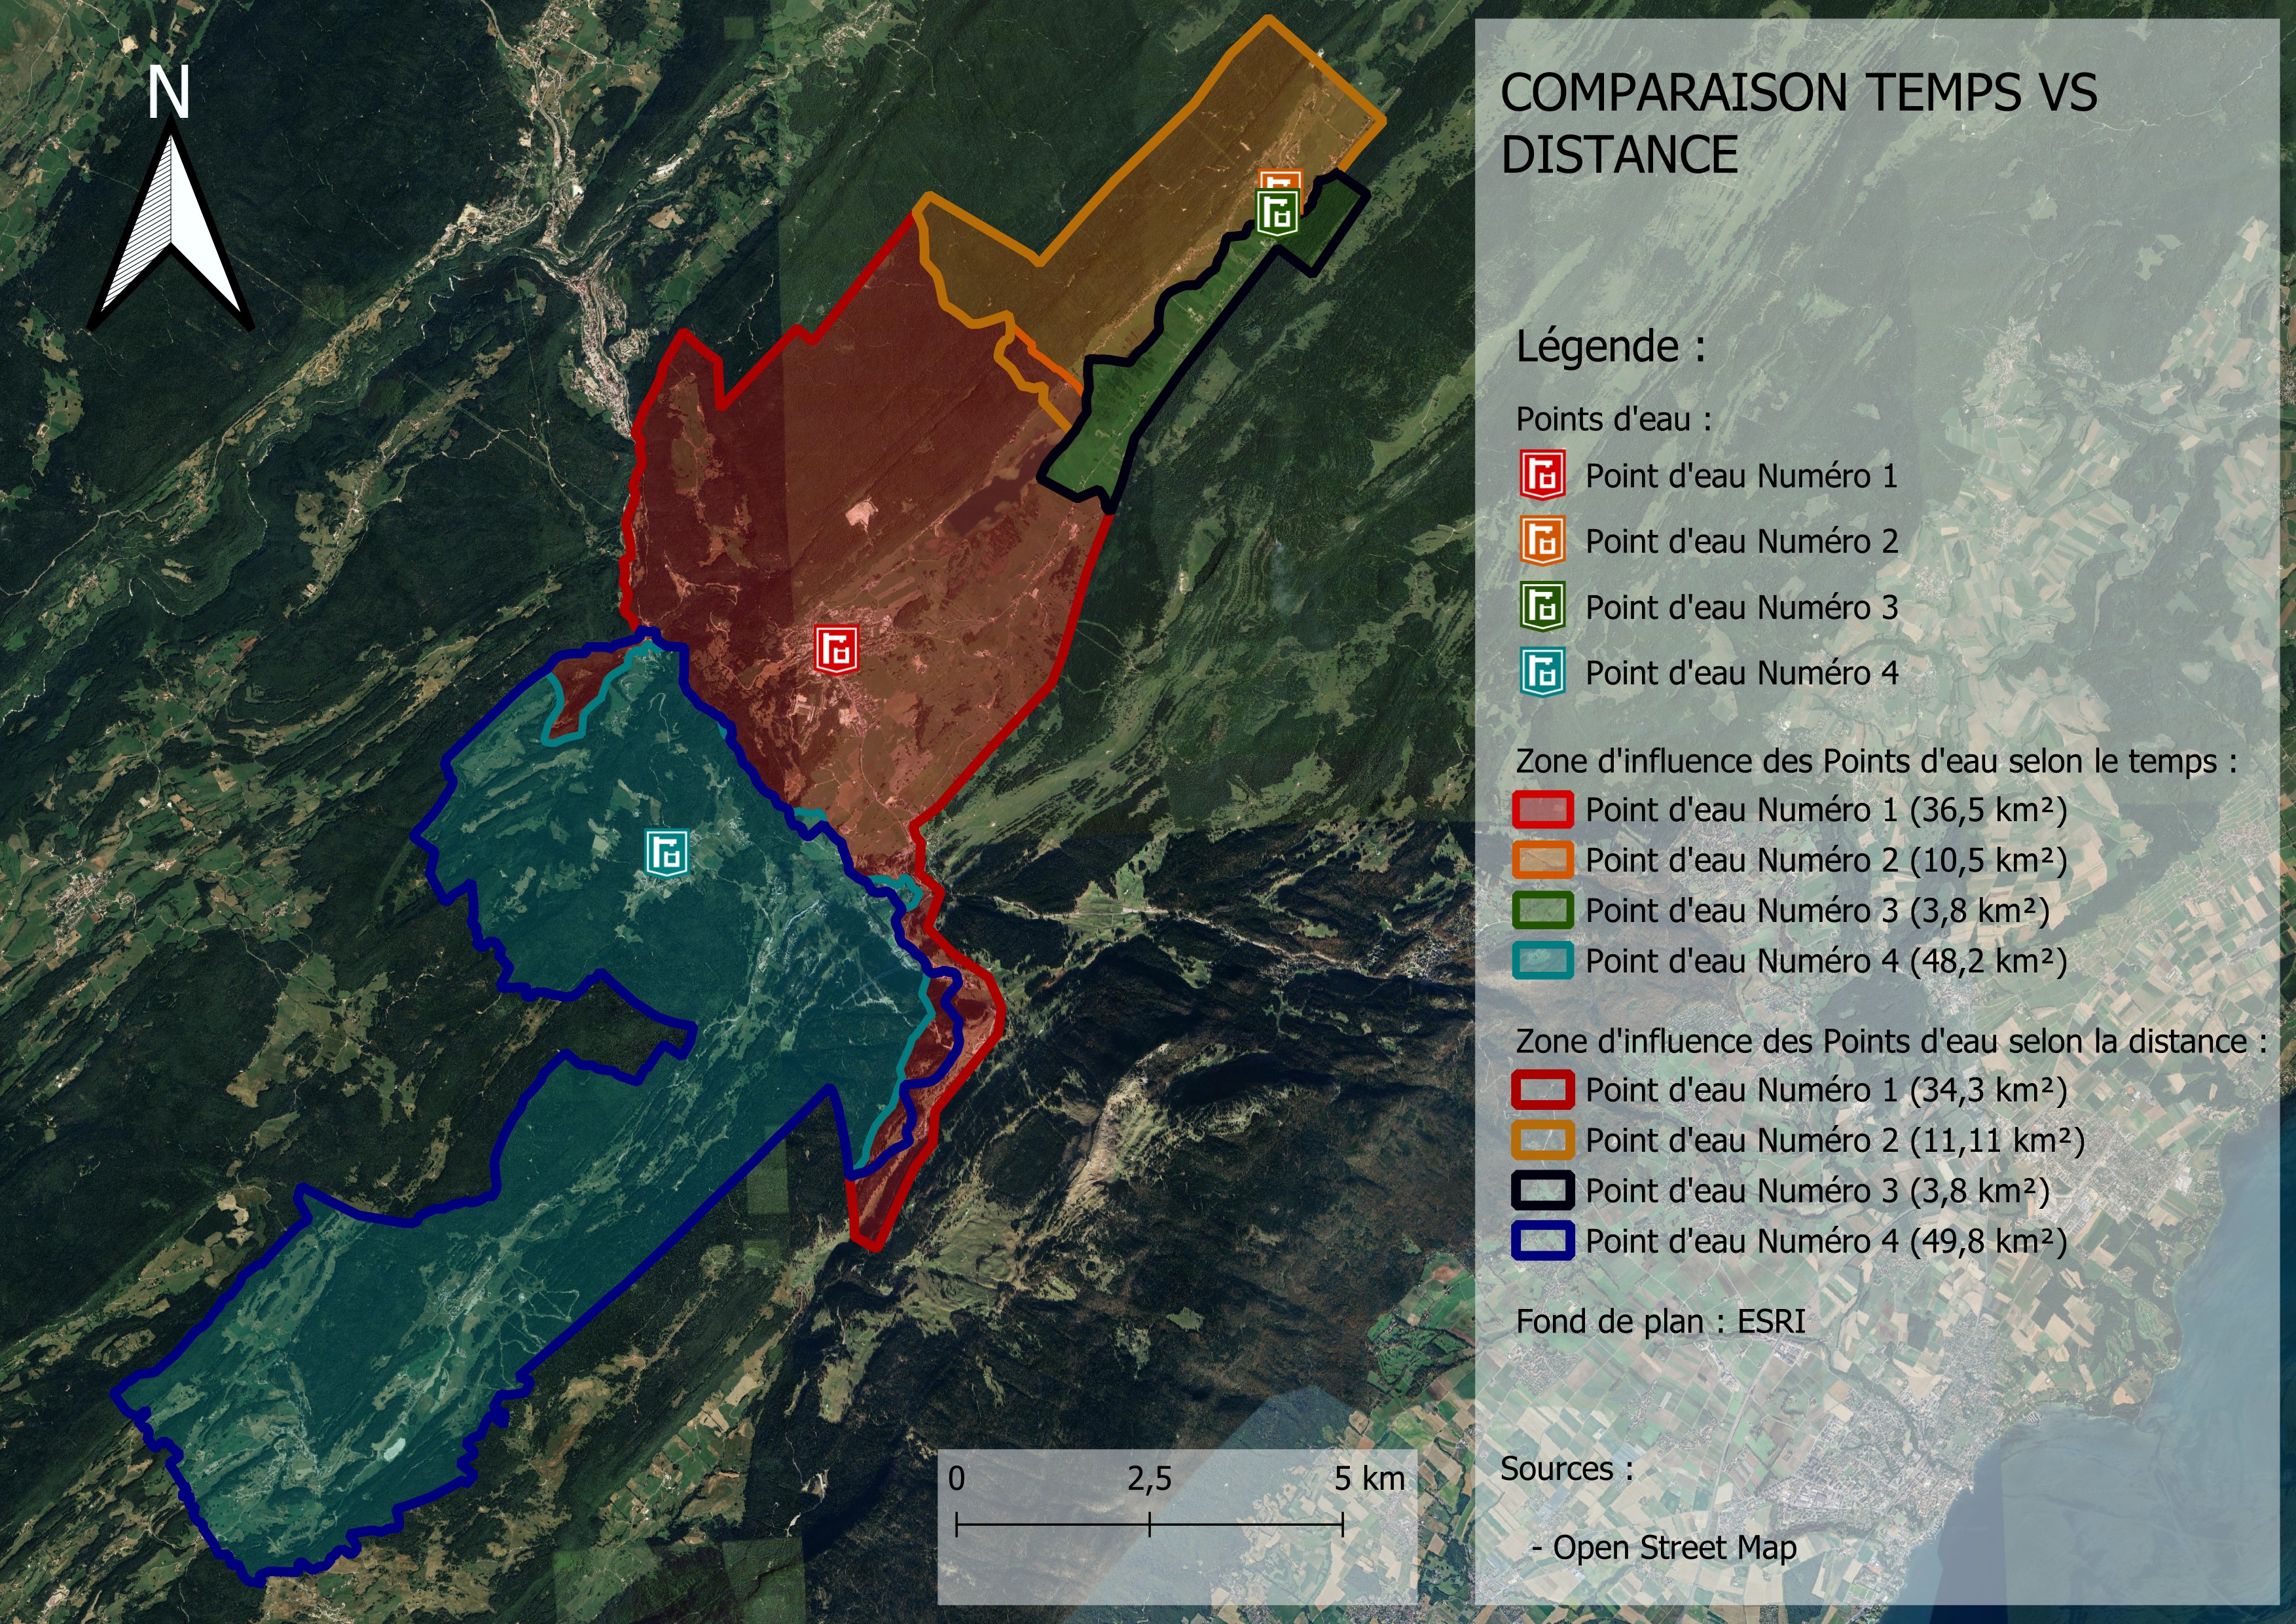 N
COMPARAISON TEMPS VS
DISTANCE
Légende :
Points d'eau :
Point d'eau Numéro 1
Point d'eau Numéro 2
Point d'eau Numéro 3
Point d'eau Numéro 4
Zone d'influence des Points d'eau selon le temps :
Point d'eau Numéro 1 (36,5 km²)
Point d'eau Numéro 2 (10,5 km²)
Point d'eau Numéro 3 (3,8 km²)
Point d'eau Numéro 4 (48,2 km²)
Zone d'influence des Points d'eau selon la distance :
Point d'eau Numéro 1 (34,3 km²)
Point d'eau Numéro 2 (11,11 km²)
Point d'eau Numéro 3 (3,8 km²)
Point d'eau Numéro 4 (49,8 km²)
Fond de plan : ESRI
Sources :
- Open Street Map
0 2,5 5 km